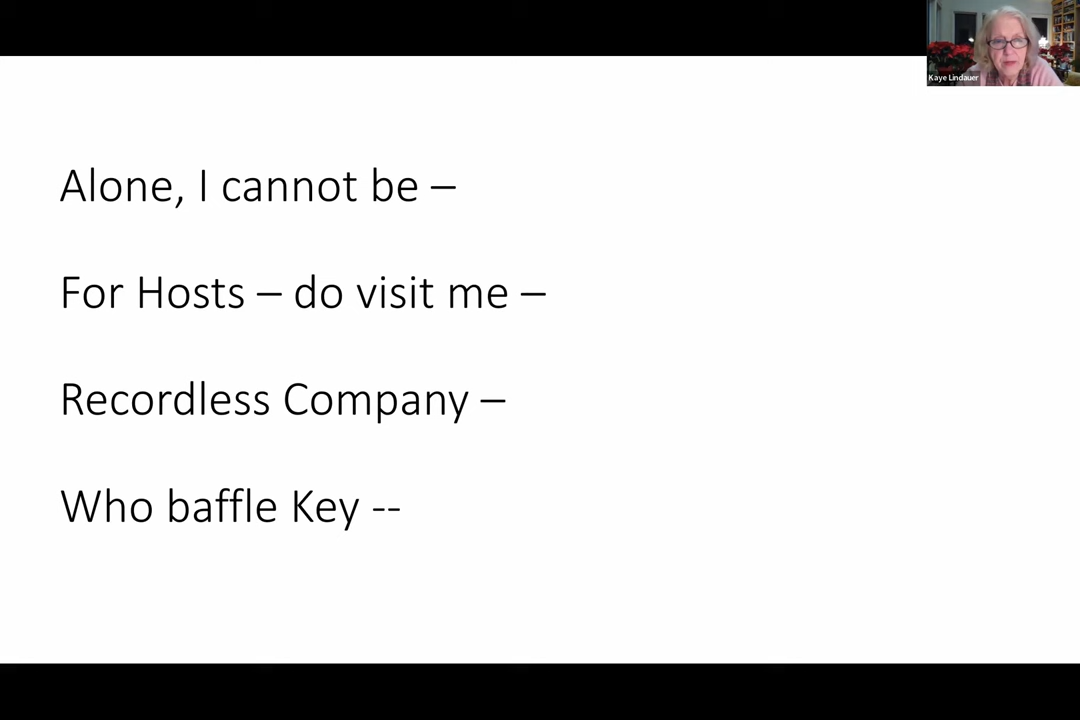 Kaye Lindauer
Alone, I cannot be –
For Hosts – do visit me –
Recordless Company –
Who baffle Key --